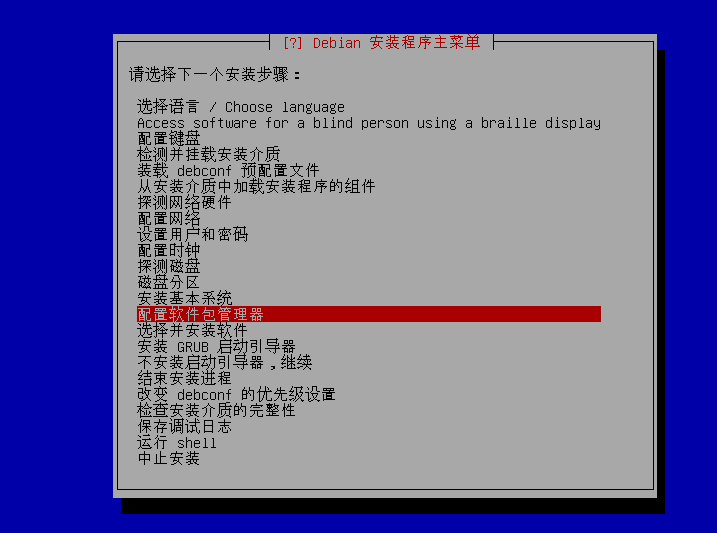 [?] Debian 安装程序主菜单
请选择下一个安装步骤：
选择语言 / Choose language
Access software for a blind person using a braille display
配置键盘
检测并挂载安装介质
装载 debconf 预配置文件
从安装介质中加载安装程序的组件
探测网络硬件
配置网络
设置用户和密码
配置时钟
探测磁盘
磁盘分区
安装基本系统
配置软件包管理器
选择并安装软件
安装 GRUB 启动引导器
不安装启动引导器，继续
结束安装进程
改变 debconf 的优先级设置
检查安装介质的完整性
保存调试日志
运行 shell
中止安装